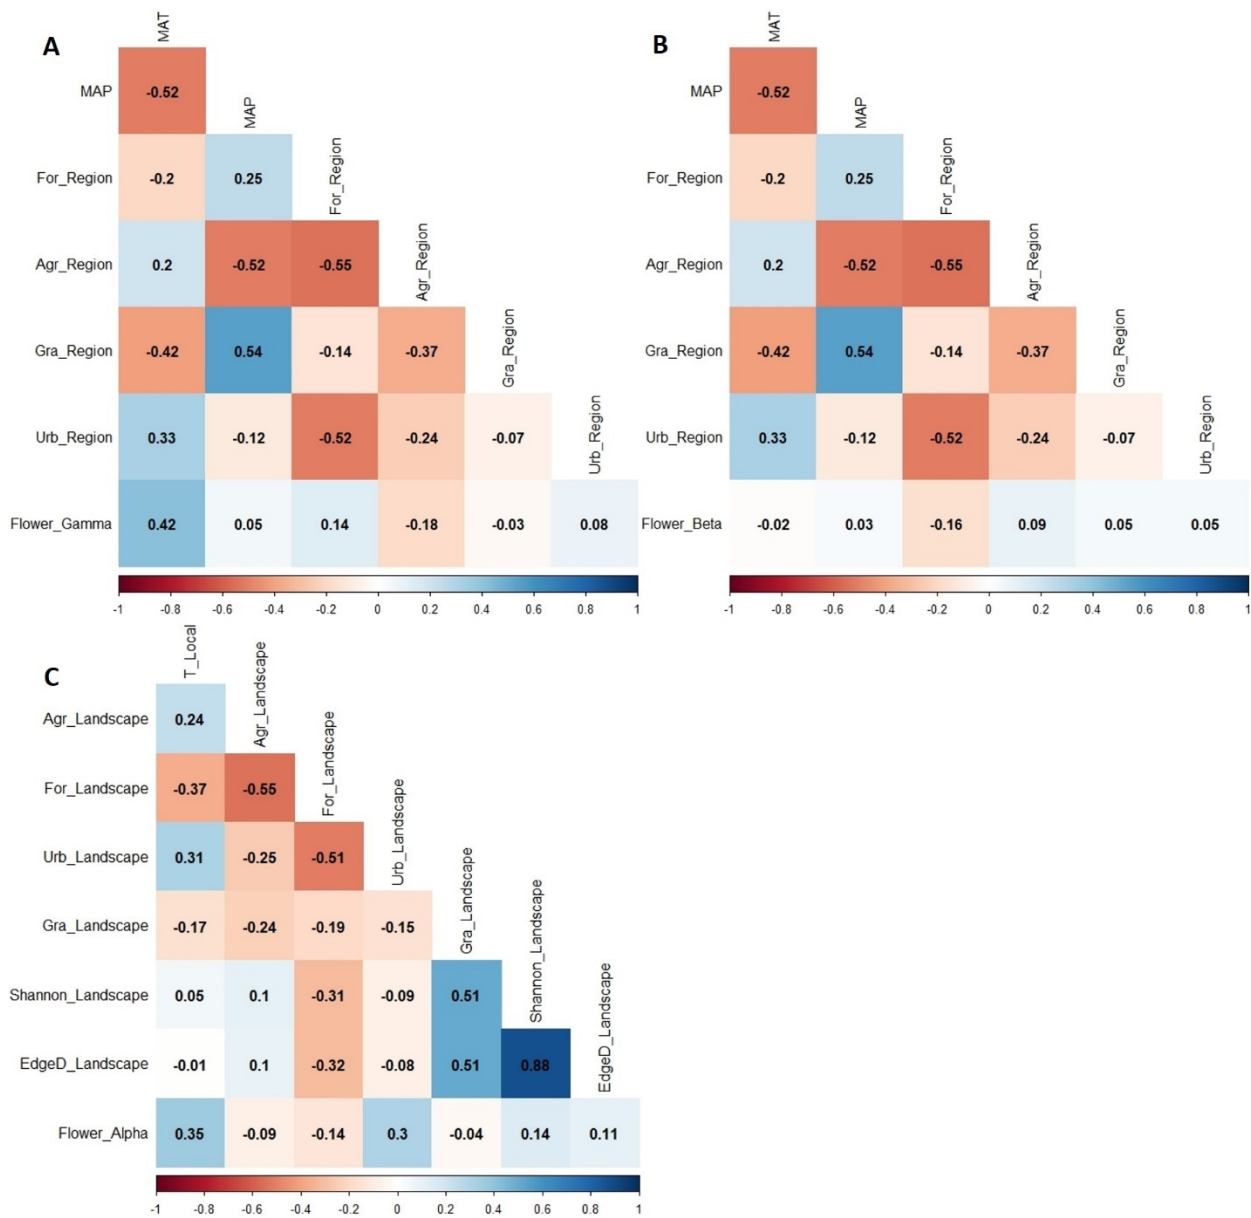 A
MAT
MAP -0.52
MAP
For_Region -0.2 0.25
For_Region
Agr_Region 0.2 -0.52 -0.55
Agr_Region
Gra_Region -0.42 0.54 -0.14 -0.37
Gra_Region
Urb_Region 0.33 -0.12 -0.52 -0.24 -0.07
Urb_Region
Flower_Gamma 0.42 0.05 0.14 -0.18 -0.03 0.08
-1 -0.8 -0.6 -0.4 -0.2 0 0.2 0.4 0.6 0.8 1
B
MAT
MAP -0.52
MAP
For_Region -0.2 0.25
For_Region
Agr_Region 0.2 -0.52 -0.55
Agr_Region
Gra_Region -0.42 0.54 -0.14 -0.37
Gra_Region
Urb_Region 0.33 -0.12 -0.52 -0.24 -0.07
Urb_Region
Flower_Beta -0.02 0.03 -0.16 0.09 0.05 0.05
-1 -0.8 -0.6 -0.4 -0.2 0 0.2 0.4 0.6 0.8 1
C
T_Local
Agr_Landscape 0.24
Agr_Landscape
For_Landscape -0.37 -0.55
For_Landscape
Urb_Landscape 0.31 -0.25 -0.51
Urb_Landscape
Gra_Landscape -0.17 -0.24 -0.19 -0.15
Gra_Landscape
Shannon_Landscape 0.05 0.1 -0.31 -0.09 0.51
Shannon_Landscape
EdgeD_Landscape -0.01 0.1 -0.32 -0.08 0.51 0.88
EdgeD_Landscape
Flower_Alpha 0.35 -0.09 -0.14 0.3 -0.04 0.14 0.11
-1 -0.8 -0.6 -0.4 -0.2 0 0.2 0.4 0.6 0.8 1